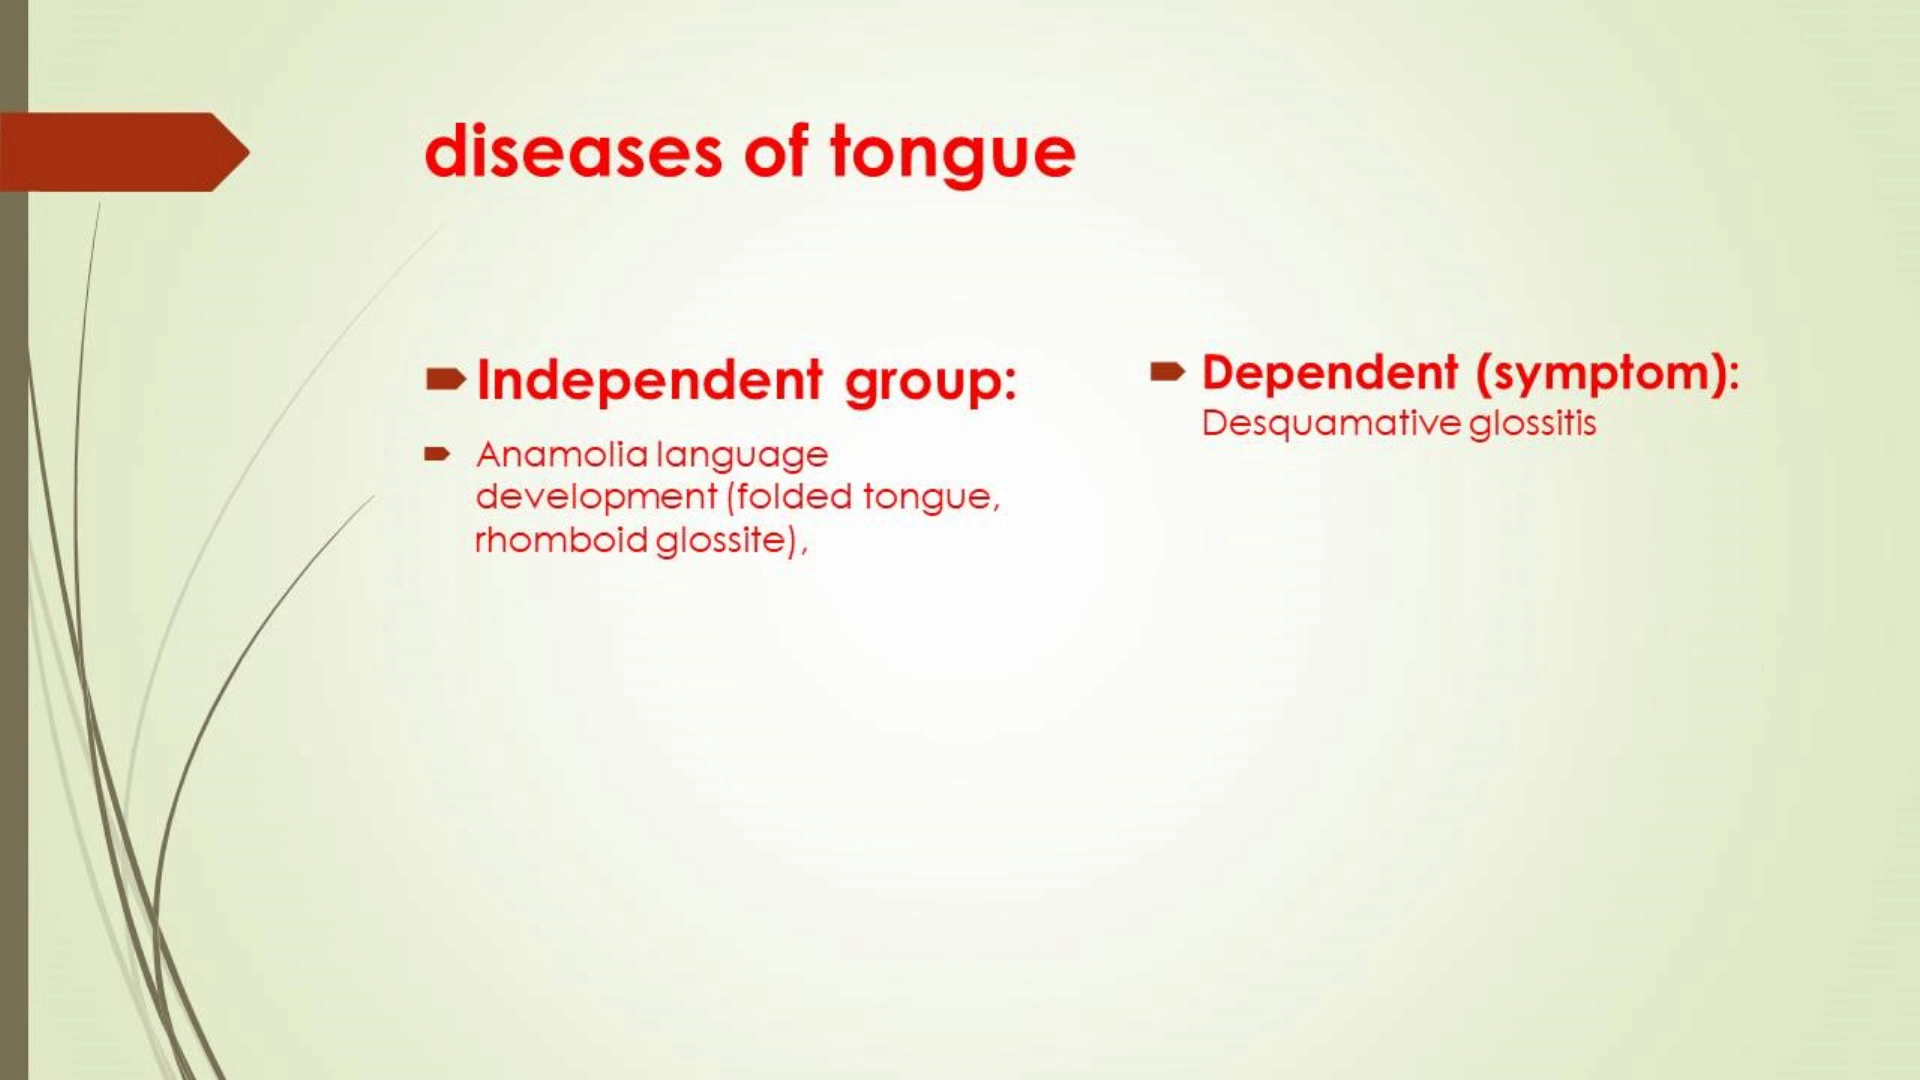 diseases of tongue
Independent group:
Anamolia language
development (folded tongue,
rhomboid glossite),
Dependent (symptom):
Desquamative glossitis